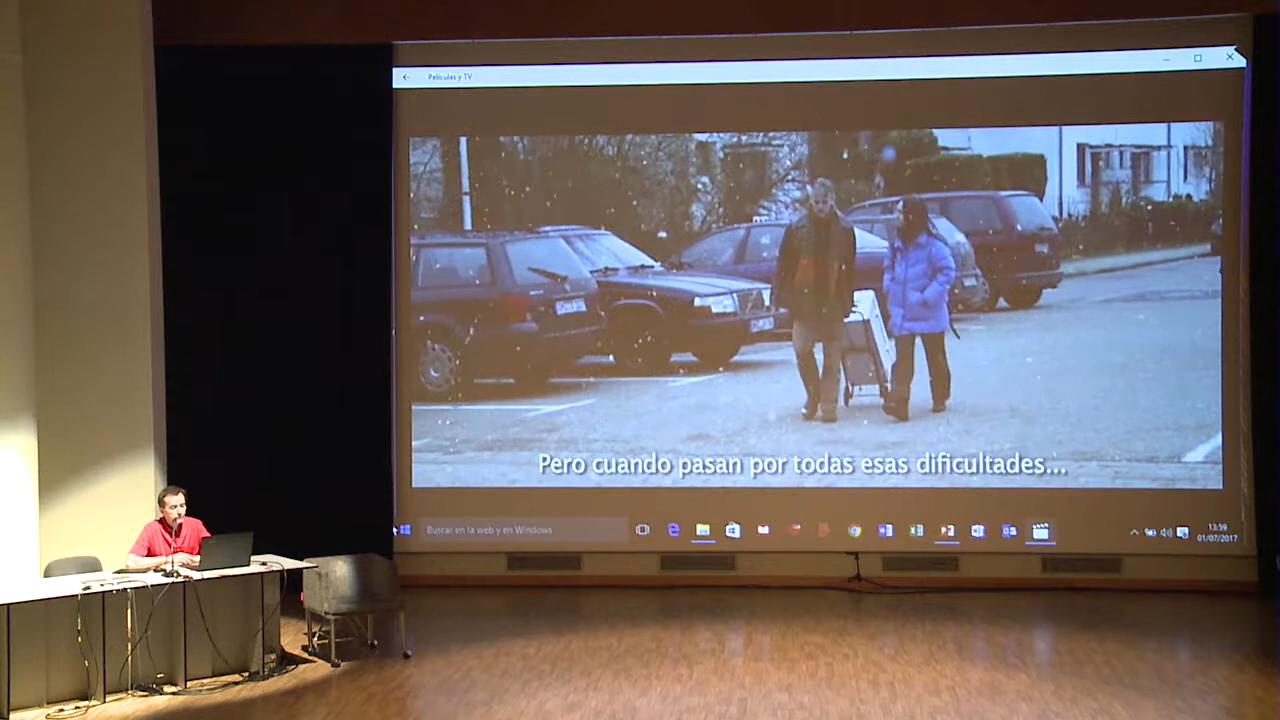 Películas y TV
Pero cuando pasan por todas esas dificultades...
Buscar en la web y en Windows
13:59
01/07/2017